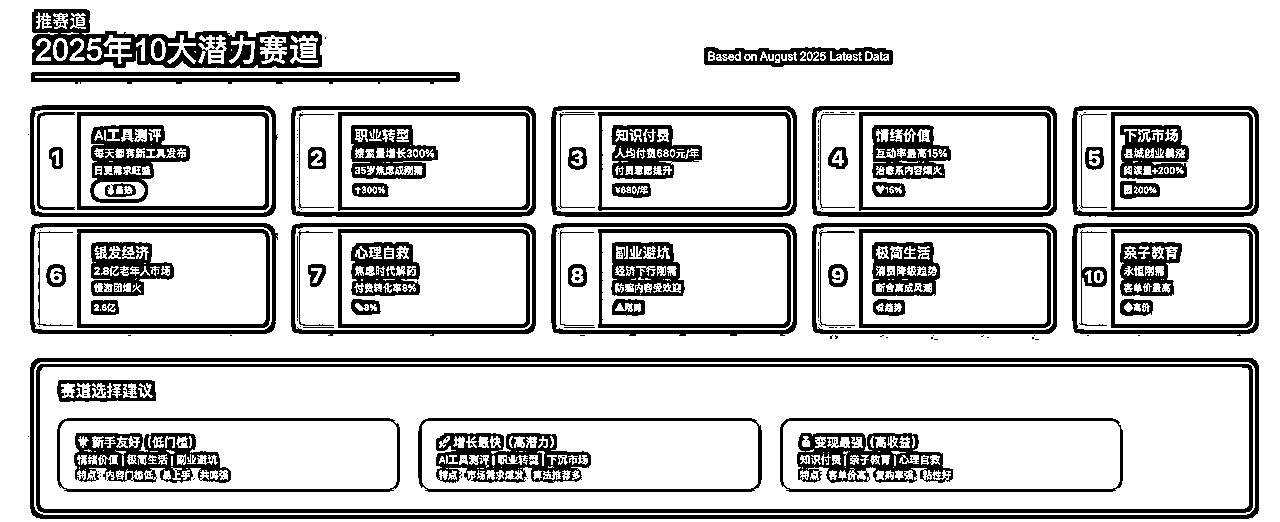 推赛道
2025年10大潜力赛道
Based on August 2025 Latest Data
1
AI工具测评
每天都有新工具发布
日更需求旺盛
最热
2
职业转型
搜索量增长300%
35岁焦虑成刚需
↑300%
3
知识付费
人均付费680元/年
付费意愿提升
¥680/年
4
情绪价值
互动率最高15%
治愈系内容爆火
15%
5
下沉市场
县城创业爆涨
阅读量+200%
200%
6
银发经济
2.8亿老年人市场
慢游团爆火
2.8亿
7
心理自救
焦虑时代解药
付费转化率8%
8%
8
副业避坑
经济下行刚需
防骗内容受欢迎
刚需
9
极简生活
消费降级趋势
断舍离成风潮
趋势
10
亲子教育
永恒刚需
客单价最高
高价
赛道选择建议
新手友好（低门槛）
情绪价值 | 极简生活 | 副业避坑
特点：内容门槛低，易上手，共鸣强
增长最快（高潜力）
AI工具测评 | 职业转型 | 下沉市场
特点：市场需求爆发，算法推荐多
变现最强（高收益）
知识付费 | 亲子教育 | 心理自救
特点：客单价高，复购率强，粘性好